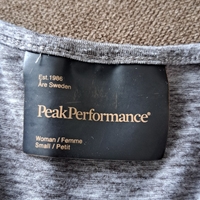 Est.1986
Åre Sweden
PeakPerformance®
Woman / Femme
Small / Petit